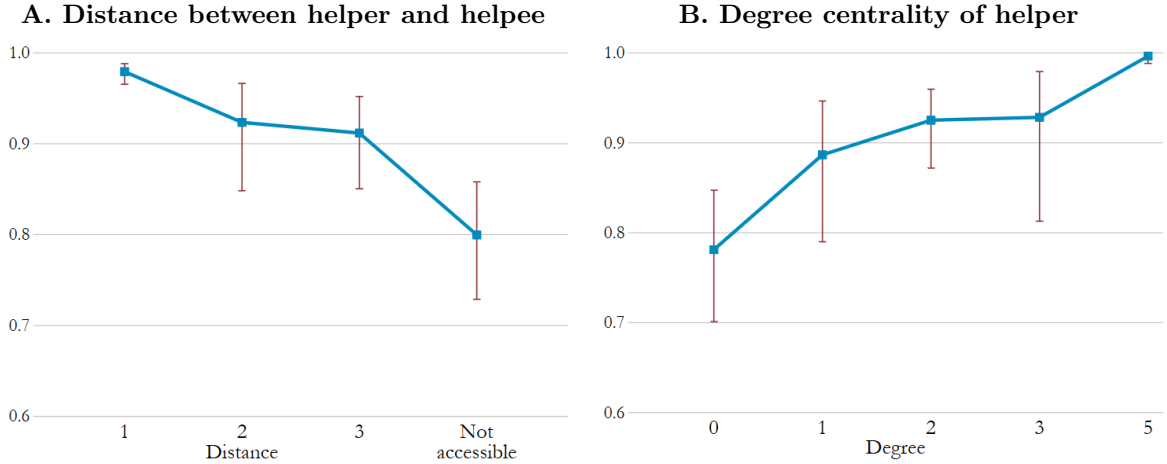 A. Distance between helper and helpee
1.0
0.9
0.8
0.7
0.6
1 2 3 Not
accessible
Distance
B. Degree centrality of helper
1.0
0.9
0.8
0.7
0.6
0 1 2 3 5
Degree